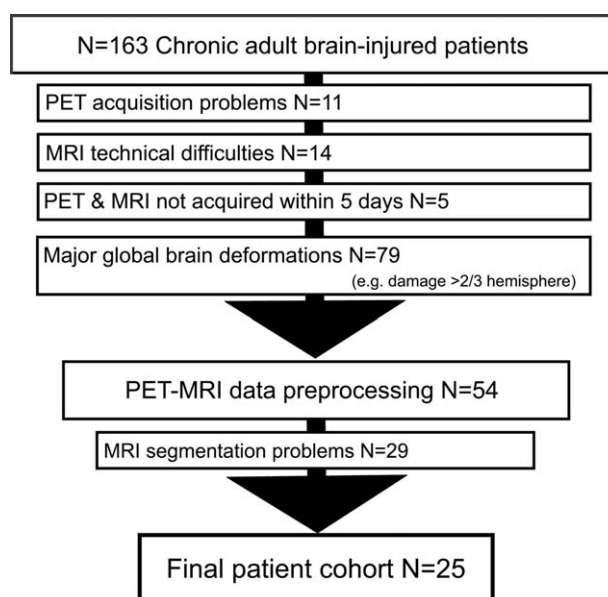 N=163 Chronic adult brain-injured patients
PET acquisition problems N=11
MRI technical difficulties N=14
PET & MRI not acquired within 5 days N=5
Major global brain deformations N=79
(e.g. damage >2/3 hemisphere)
PET-MRI data preprocessing N=54
MRI segmentation problems N=29
Final patient cohort N=25